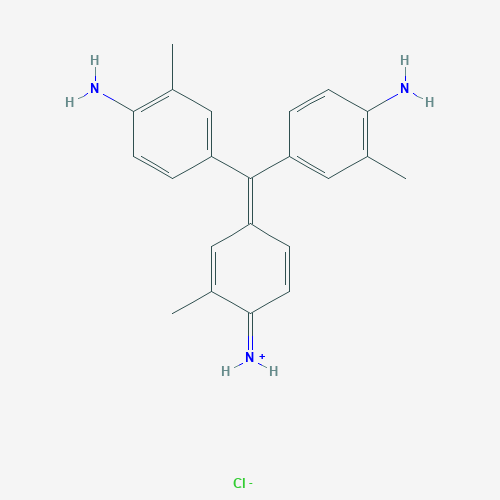 H H
N N
H H H H
N +
H H
Cl -